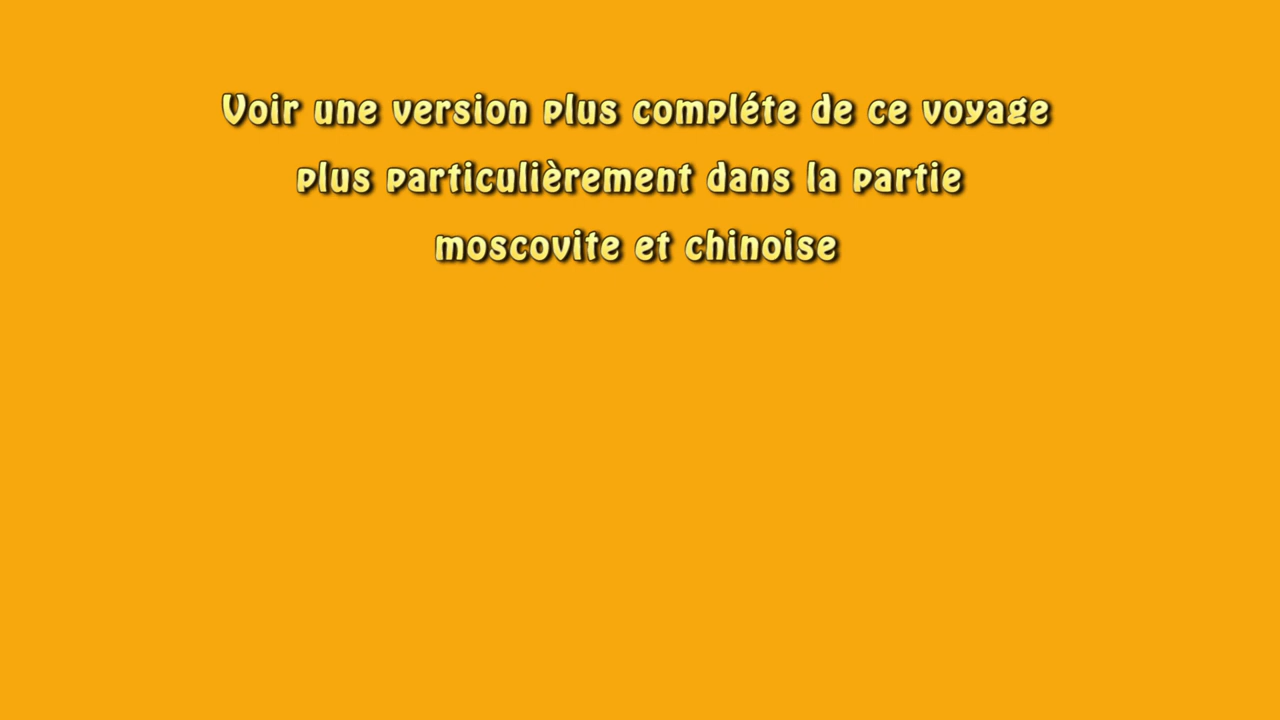 Voir une version plus compléte de ce voyage
plus particulièrement dans la partie
moscovite et chinoise